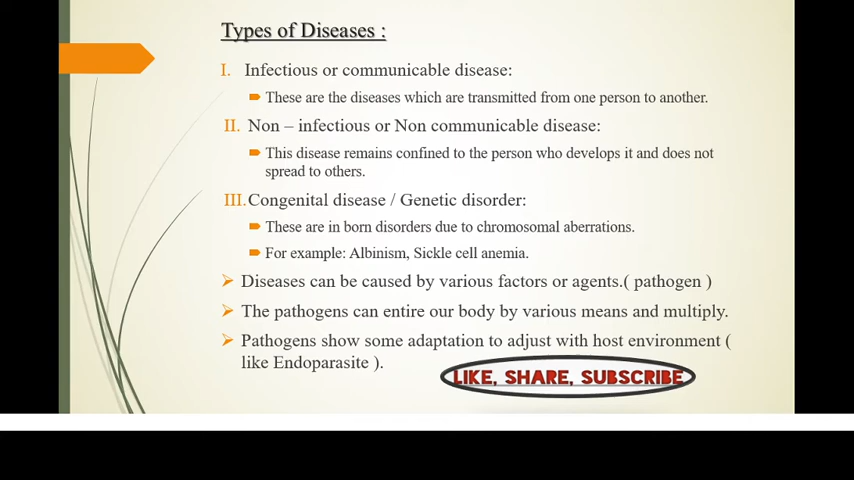 Types of Diseases :
I. Infectious or communicable disease:
These are the diseases which are transmitted from one person to another.
II. Non – infectious or Non communicable disease:
This disease remains confined to the person who develops it and does not
spread to others.
III. Congenital disease / Genetic disorder:
These are in born disorders due to chromosomal aberrations.
For example: Albinism, Sickle cell anemia.
Diseases can be caused by various factors or agents.( pathogen )
The pathogens can entire our body by various means and multiply.
Pathogens show some adaptation to adjust with host environment (
like Endoparasite ).
LIKE, SHARE, SUBSCRIBE